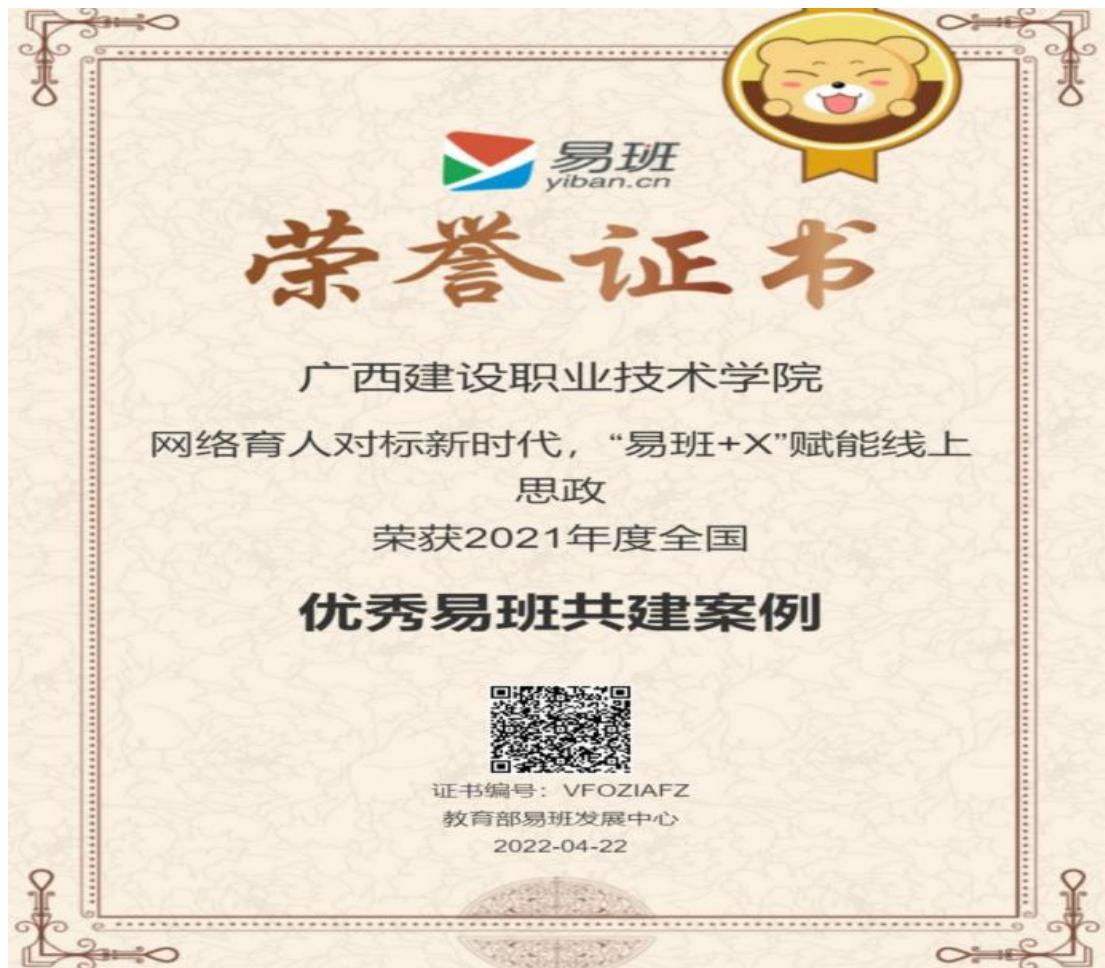 易班
yiban.cn
荣誉证书
广西建设职业技术学院
网络育人对标新时代，“易班+X”赋能线上
思政
荣获2021年度全国
优秀易班共建案例
证书编号：VFOZIAFZ
教育部易班发展中心
2022-04-22